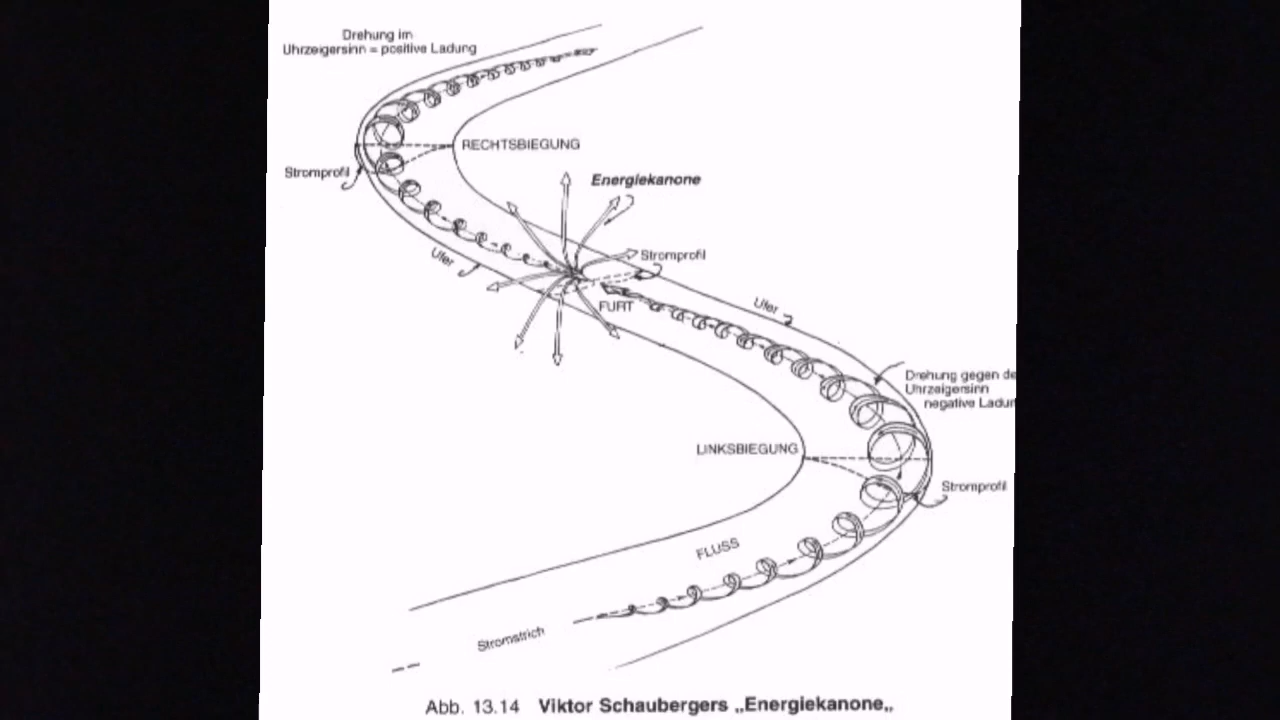 Drehung im
Uhrzeigersinn = positive Ladung
RECHTSBIEGUNG
Stromprofil
Energiekanone
Ufer
Stromprofil
FURT
Ufer
Drehung gegen de
Uhrzeigersinn
negative Ladun
LINKSBIEGUNG
Stromprofil
FLUSS
Stromstrich
Abb. 13.14 Viktor Schaubergers „Energiekanone„